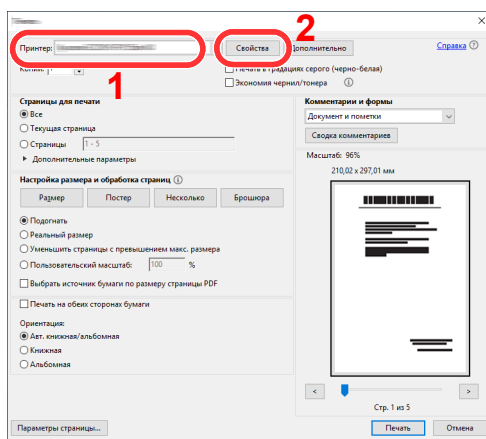 2
Принтер:
Свойства
Дополнительно
Справка
Копии: 1
1
Печать в градациях серого (черно-белая)
Экономия чернил/тонера
Страницы для печати
Все
Текущая страница
Страницы 1 - 5
Дополнительные параметры
Настройка размера и обработка страниц
Размер Постер Несколько Брошюра
Подогнать
Реальный размер
Уменьшить страницы с превышением макс. размера
Пользовательский масштаб: 100 %
Выбрать источник бумаги по размеру страницы PDF
Печать на обеих сторонах бумаги
Ориентация:
Авт. книжная/альбомная
Книжная
Альбомная
Комментарии и формы
Документ и пометки
Сводка комментариев
Масштаб: 96%
210,02 x 297,01 мм
< >
Стр. 1 из 5
Параметры страницы...
Печать
Отмена